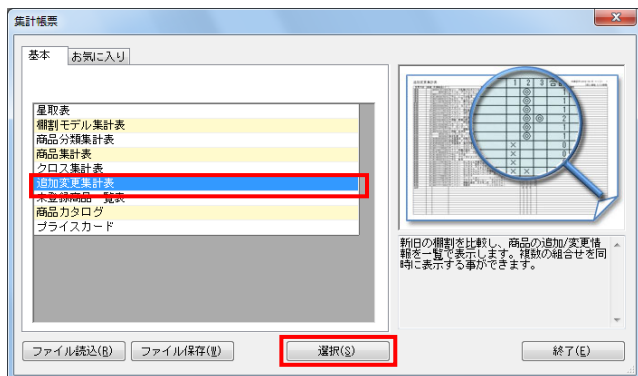 集計帳票
基本
お気に入り
星取表
棚割モデル集計表
商品分類集計表
商品集計表
クロス集計表
追加変更集計表
未登録商品一覧表
商品カタログ
プライスカード
1 2 3
新旧の棚割を比較し、商品の追加/変更情
報を一覧で表示します。複数の組合せを同
時に表示する事ができます。
ファイル読込(R)
ファイル保存(W)
選択(S)
終了(E)